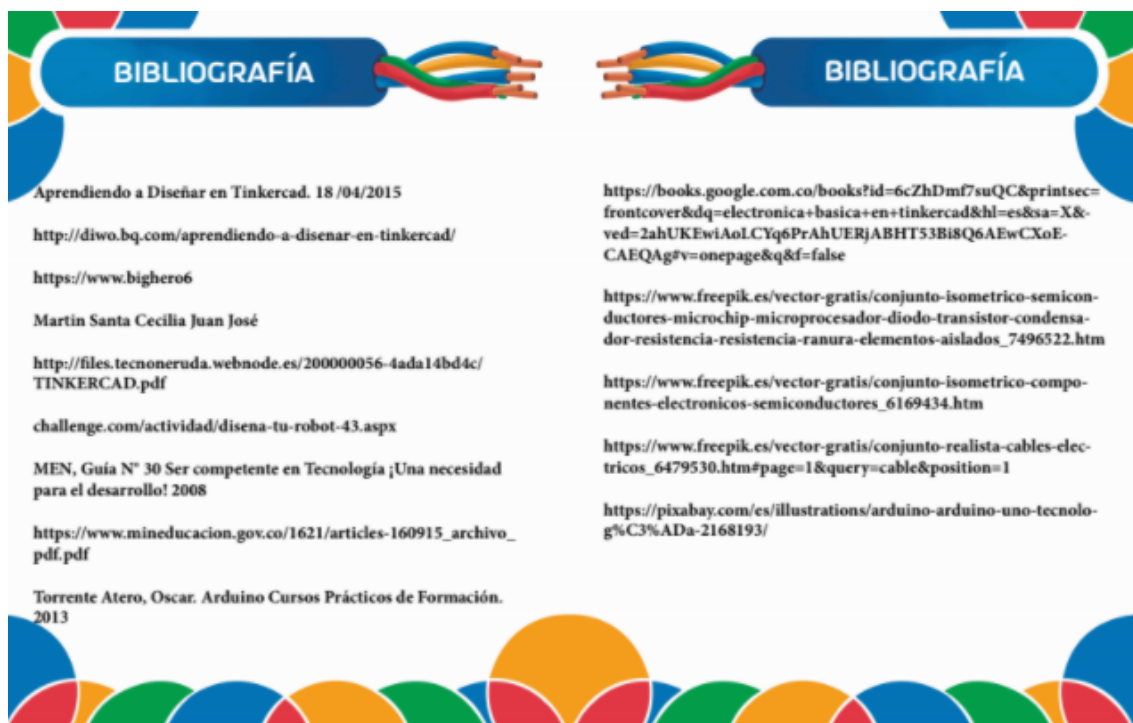 BIBLIOGRAFÍA
Aprendiendo a Diseñar en Tinkercad. 18 /04/2015
http://diwo.bq.com/aprendiendo-a-disenar-en-tinkercad/
https://www.bighero6
Martin Santa Cecilia Juan José
http://files.tecnoneruda.webnode.es/200000056-4ada14bd4c/
TINKERCAD.pdf
challenge.com/actividad/disena-tu-robot-43.aspx
MEN, Guía N° 30 Ser competente en Tecnología ¡Una necesidad
para el desarrollo! 2008
https://www.mineducacion.gov.co/1621/articles-160915_archivo_
pdf.pdf
Torrente Atero, Oscar. Arduino Cursos Prácticos de Formación.
2013
BIBLIOGRAFÍA
https://books.google.com.co/books?id=6cZhDmf7suQC&printsec=
frontcover&dq=electronica+basica+en+tinkercad&hl=es&sa=X&-
ved=2ahUKEwiAoLCYq6PrAhUERjABHT53Bi8Q6AEwCXoE-
CAEQAg#v=onepage&q&f=false
https://www.freepik.es/vector-gratis/conjunto-isometrico-semicon-
ductores-microchip-microprocesador-diodo-transistor-condensa-
dor-resistencia-resistencia-ranura-elementos-aislados_7496522.htm
https://www.freepik.es/vector-gratis/conjunto-isometrico-compo-
nentes-electronicos-semiconductores_6169434.htm
https://www.freepik.es/vector-gratis/conjunto-realista-cables-elec-
tricos_6479530.htm#page=1&query=cable&position=1
https://pixabay.com/es/illustrations/arduino-arduino-uno-tecnolo-
g%C3%ADa-2168193/